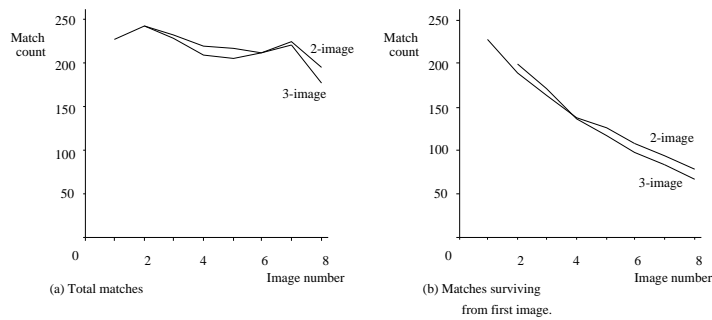 250
Match
count
200
150
100
50
0
2-image
3-image
2
4
6
8
Image number
(a) Total matches
250
Match
count
200
150
100
50
0
2-image
3-image
2
4
6
8
Image number
(b) Matches surviving
from first image.